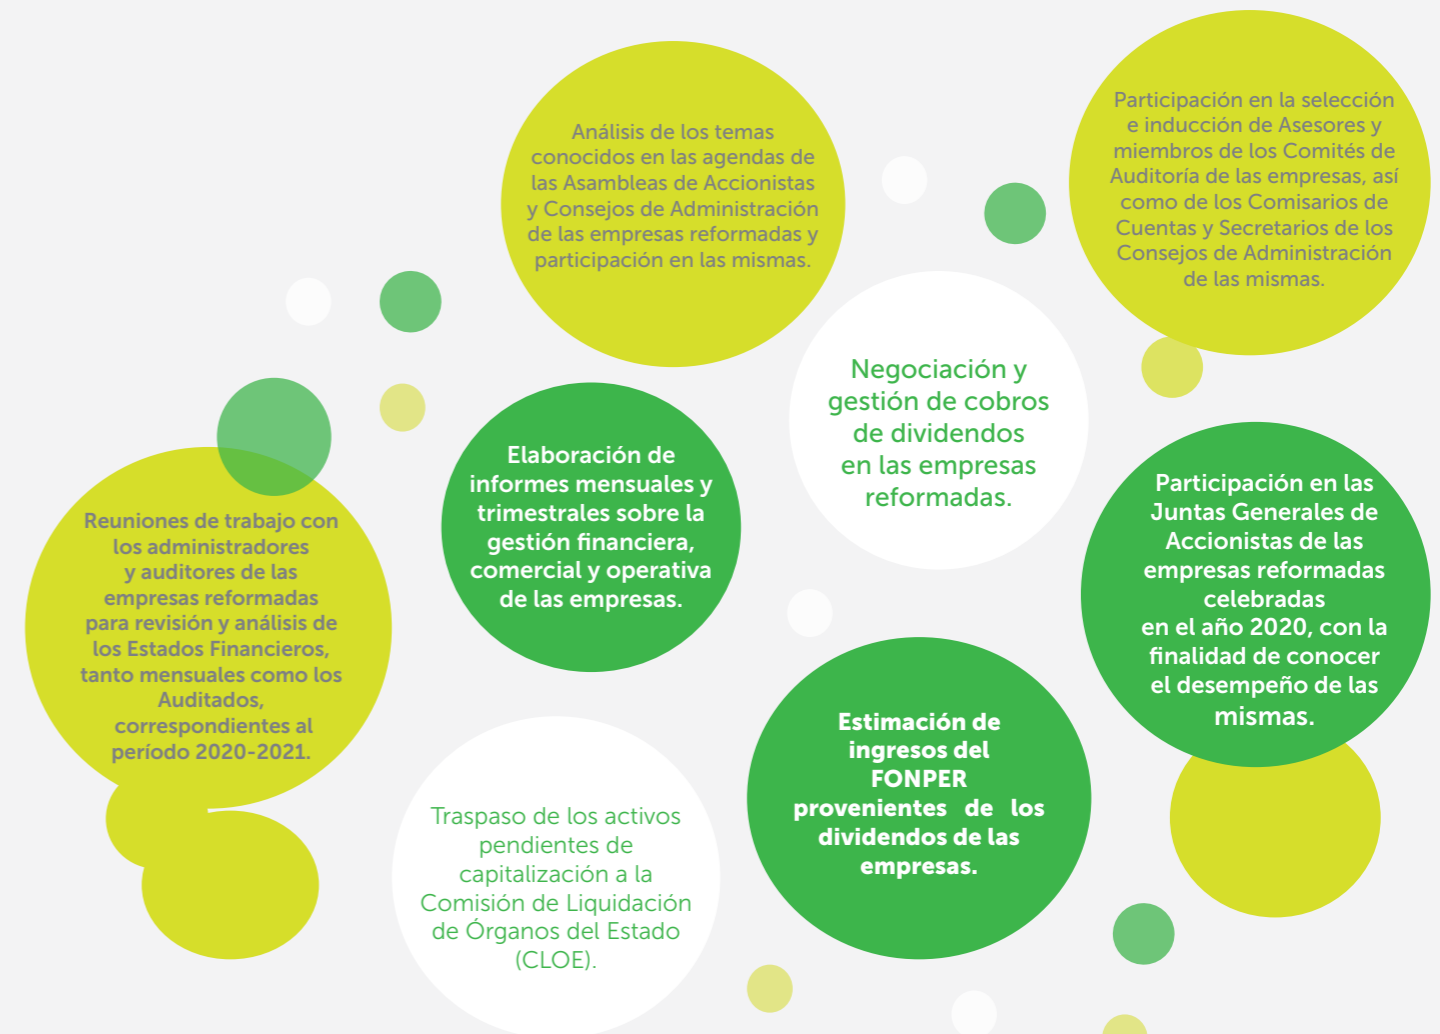 Análisis de los temas
conocidos en las agendas de
las Asambleas de Accionistas
y Consejos de Administración
de las empresas reformadas y
participación en las mismas.
Participación en la selección
e inducción de Asesores y
miembros de los Comités de
Auditoría de las empresas, así
como de los Comisarios de
Cuentas y Secretarios de los
Consejos de Administración
de las mismas.
Negociación y
gestión de cobros
de dividendos
en las empresas
reformadas.
Elaboración de
informes mensuales y
trimestrales sobre la
gestión financiera,
comercial y operativa
de las empresas.
Participación en las
Juntas Generales de
Accionistas de las
empresas reformadas
celebradas
en el año 2020, con la
finalidad de conocer
el desempeño de las
mismas.
Reuniones de trabajo con
los administradores
y auditores de las
empresas reformadas
para revisión y análisis de
los Estados Financieros,
tanto mensuales como los
Auditados,
correspondientes al
período 2020-2021.
Estimación de
ingresos del
FONPER
provenientes de los
dividendos de las
empresas.
Traspaso de los activos
pendientes de
capitalización a la
Comisión de Liquidación
de Órganos del Estado
(CLOE).